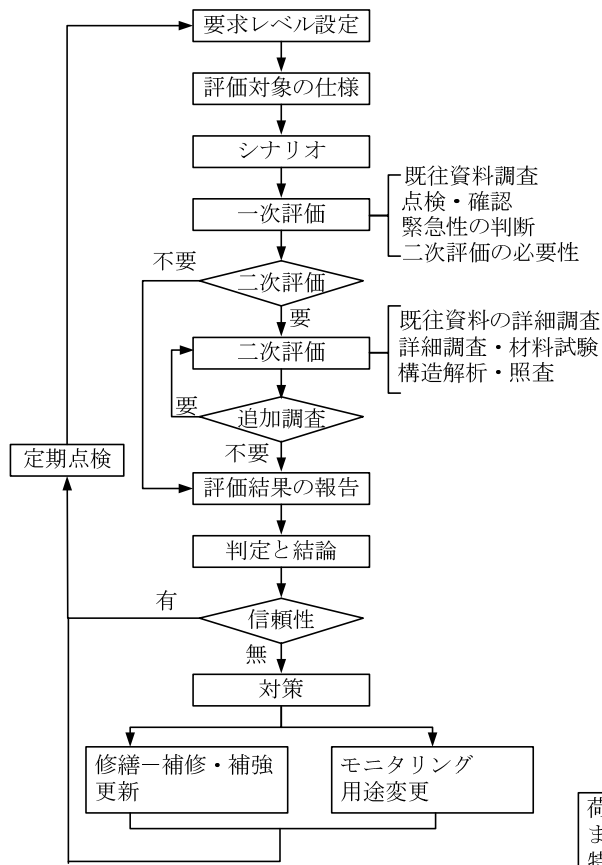 要求レベル設定
評価対象の仕様
シナリオ
一次評価
既往資料調査
点検・確認
緊急性の判断
二次評価の必要性
不要
二次評価
要
二次評価
既往資料の詳細調査
詳細調査・材料試験
構造解析・照査
要
追加調査
不要
定期点検
評価結果の報告
判定と結論
有
信頼性
無
対策
修繕－補修・補強
更新
モニタリング
用途変更
荷
ま